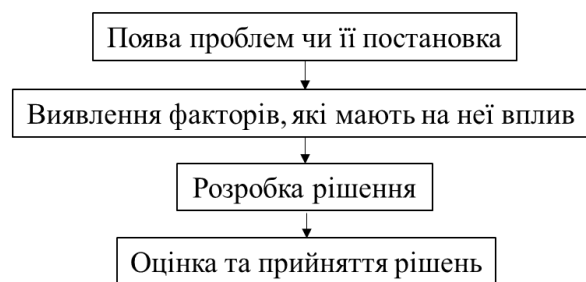 Поява проблем чи її постановка
Виявлення факторів, які мають на неї вплив
Розробка рішення
Оцінка та прийняття рішень